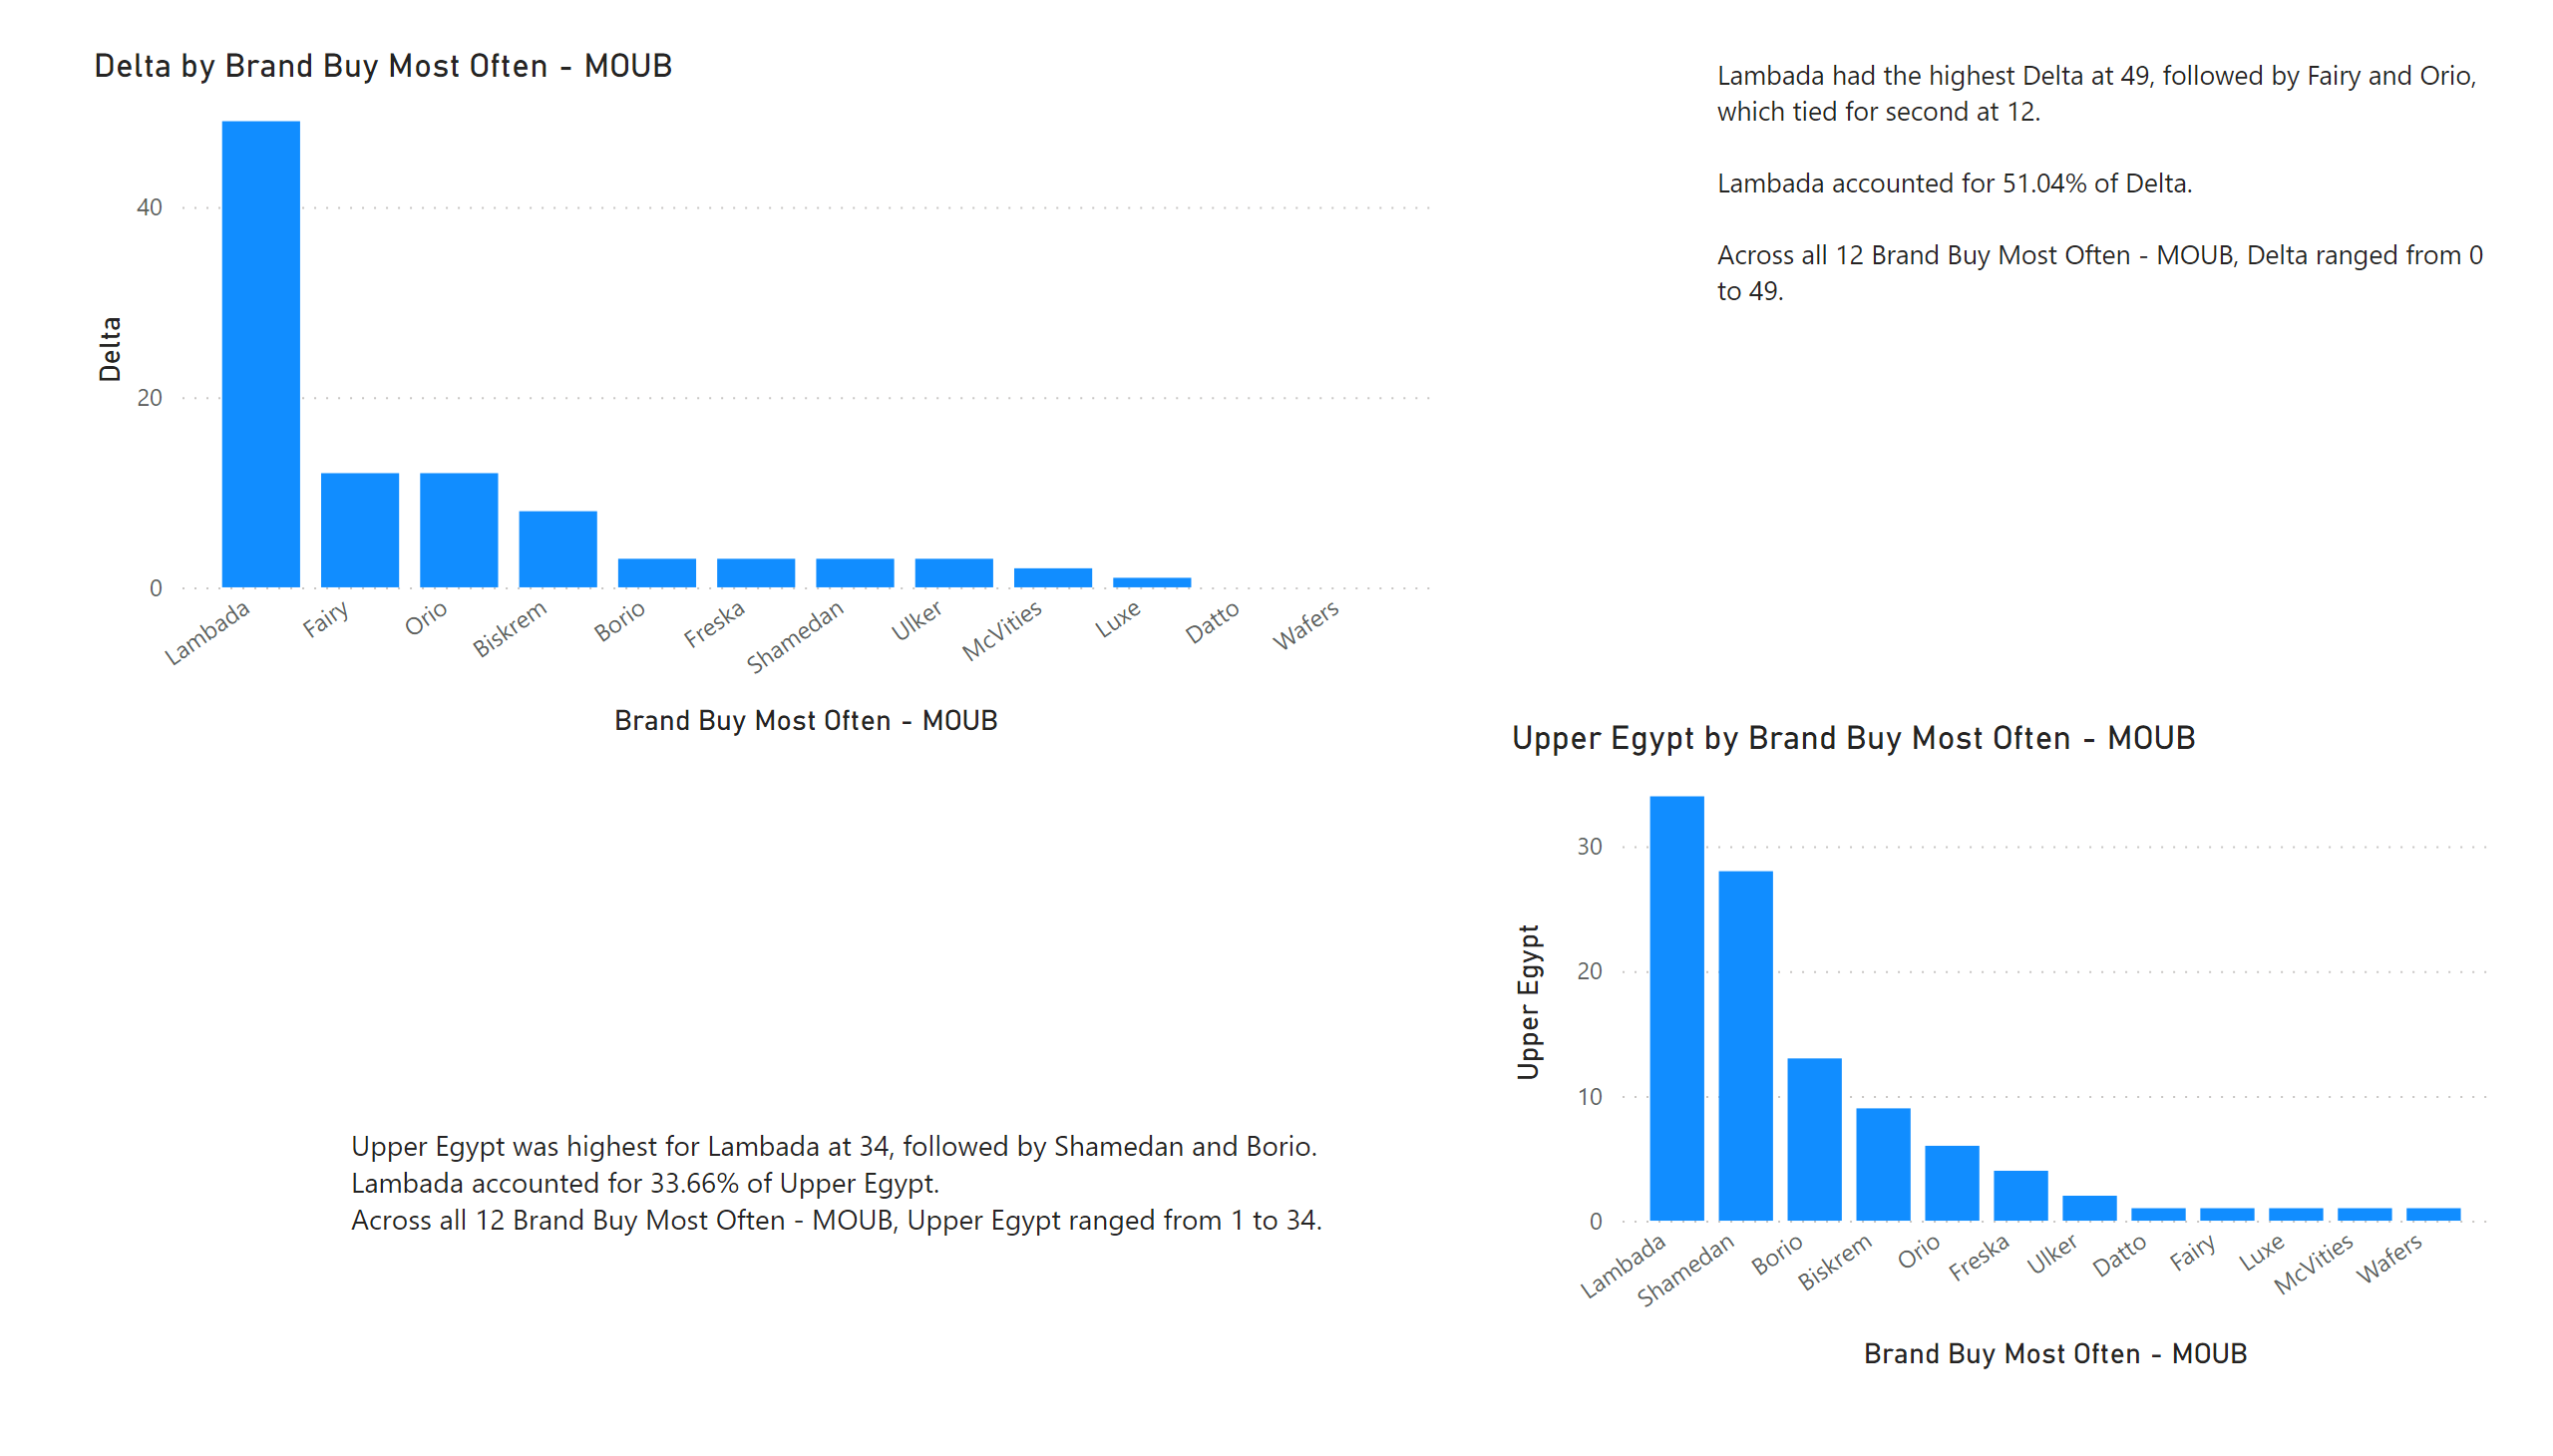 Delta by Brand Buy Most Often - MOUB
Delta
40
20
0
Lambada
Fairy
Orio
Biskrem
Borio
Freska
Shamedan
Ulker
McVities
Luxe
Datto
Wafers
Brand Buy Most Often - MOUB
Lambada had the highest Delta at 49, followed by Fairy and Orio,
which tied for second at 12.
Lambada accounted for 51.04% of Delta.
Across all 12 Brand Buy Most Often - MOUB, Delta ranged from 0
to 49.
Upper Egypt was highest for Lambada at 34, followed by Shamedan and Borio.
Lambada accounted for 33.66% of Upper Egypt.
Across all 12 Brand Buy Most Often - MOUB, Upper Egypt ranged from 1 to 34.
Upper Egypt by Brand Buy Most Often - MOUB
Upper Egypt
30
20
10
0
Lambada
Shamedan
Borio
Biskrem
Orio
Freska
Ulker
Datto
Fairy
Luxe
McVities
Wafers
Brand Buy Most Often - MOUB